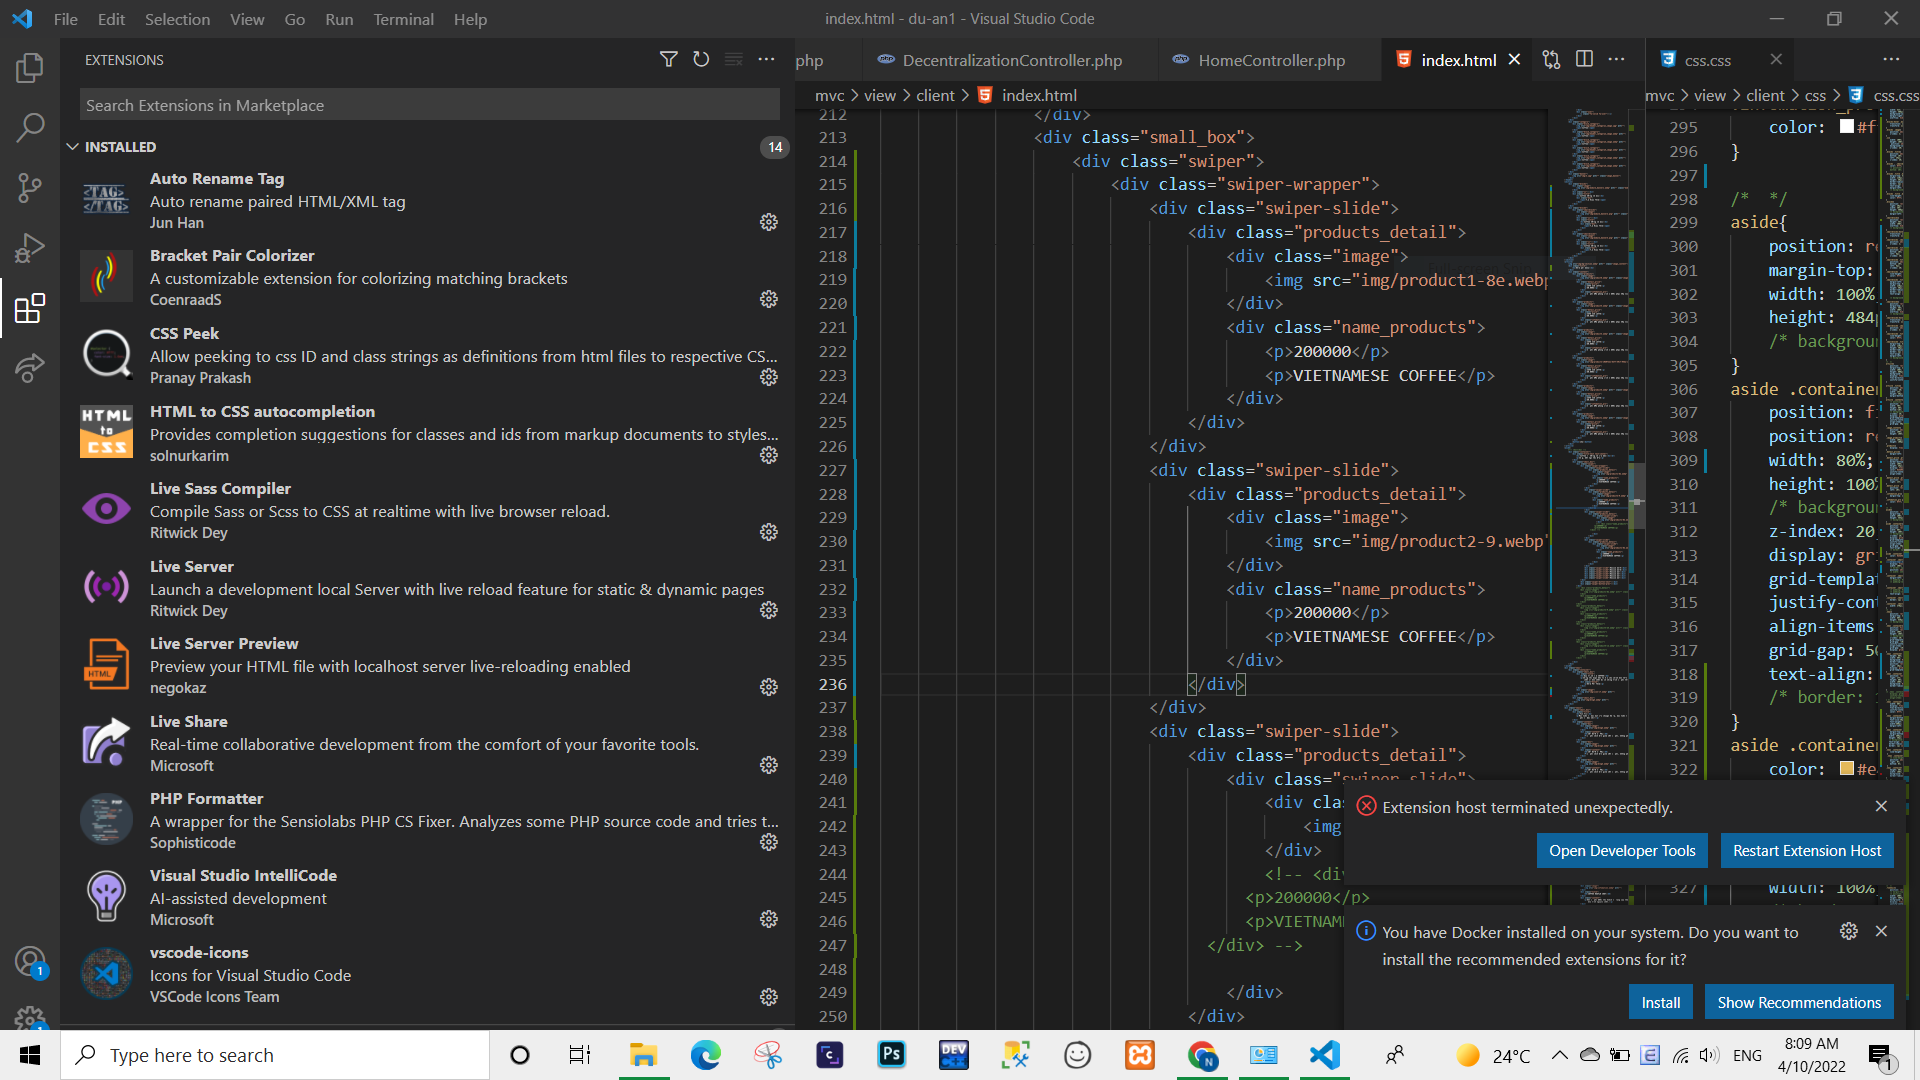 File Edit Selection View Go Run Terminal Help
index.html - du-an1 - Visual Studio Code
EXTENSIONS
Search Extensions in Marketplace
INSTALLED
14
Auto Rename Tag
Auto rename paired HTML/XML tag
Jun Han
Bracket Pair Colorizer
A customizable extension for colorizing matching brackets
CoenraadS
CSS Peek
Allow peeking to css ID and class strings as definitions from html files to respective CS...
Pranay Prakash
HTML to CSS autocompletion
Provides completion suggestions for classes and ids from markup documents to styles...
solnurkarim
Live Sass Compiler
Compile Sass or Scss to CSS at realtime with live browser reload.
Ritwick Dey
Live Server
Launch a development local Server with live reload feature for static & dynamic pages
Ritwick Dey
Live Server Preview
Preview your HTML file with localhost server live-reloading enabled
negokaz
Live Share
Real-time collaborative development from the comfort of your favorite tools.
Microsoft
PHP Formatter
A wrapper for the Sensiolabs PHP CS Fixer. Analyzes some PHP source code and tries t...
Sophisticode
Visual Studio IntelliCode
AI-assisted development
Microsoft
vscode-icons
Icons for Visual Studio Code
VSCode Icons Team
php DecentralizationController.php HomeController.php index.html
mvc > view > client > index.html
212 </div>
213 <div class="small_box">
214 <div class="swiper">
215 <div class="swiper-wrapper">
216 <div class="swiper-slide">
217 <div class="products_detail">
218 <div class="image">
219 <img src="img/product1-8e.webp
220 </div>
221 <div class="name_products">
222 <p>200000</p>
223 <p>VIETNAMESE COFFEE</p>
224 </div>
225 </div>
226 </div>
227 <div class="swiper-slide">
228 <div class="products_detail">
229 <div class="image">
230 <img src="img/product2-9.webp"
231 </div>
232 <div class="name_products">
233 <p>200000</p>
234 <p>VIETNAMESE COFFEE</p>
235 </div>
236 </div>
237 </div>
238 <div class="swiper-slide">
239 <div class="products_detail">
240 <div class="swiper-slide">
241 <div cla
242 <img
243 </div>
244 <!-- <di
245 <p>200000</p>
246 <p>VIETNAM
247 </div> -->
248
249 </div>
250 </div>
css.css
mvc > view > client > css > css.css
295 color: #f
296 }
297
298 /* */
299 aside{
300 position: re
301 margin-top:
302 width: 100%
303 height: 484
304 /* backgrou
305 }
306 aside .container
307 position: f
308 position: re
309 width: 80%;
310 height: 100%
311 /* backgrou
312 z-index: 20
313 display: gr
314 grid-templa
315 justify-con
316 align-items
317 grid-gap: 50
318 text-align:
319 /* border:
320 }
321 aside .container
322 color: #e
327 width: 100%
Extension host terminated unexpectedly.
Open Developer Tools
Restart Extension Host
You have Docker installed on your system. Do you want to
install the recommended extensions for it?
Install
Show Recommendations
Type here to search
24°C
ENG
8:09 AM
4/10/2022